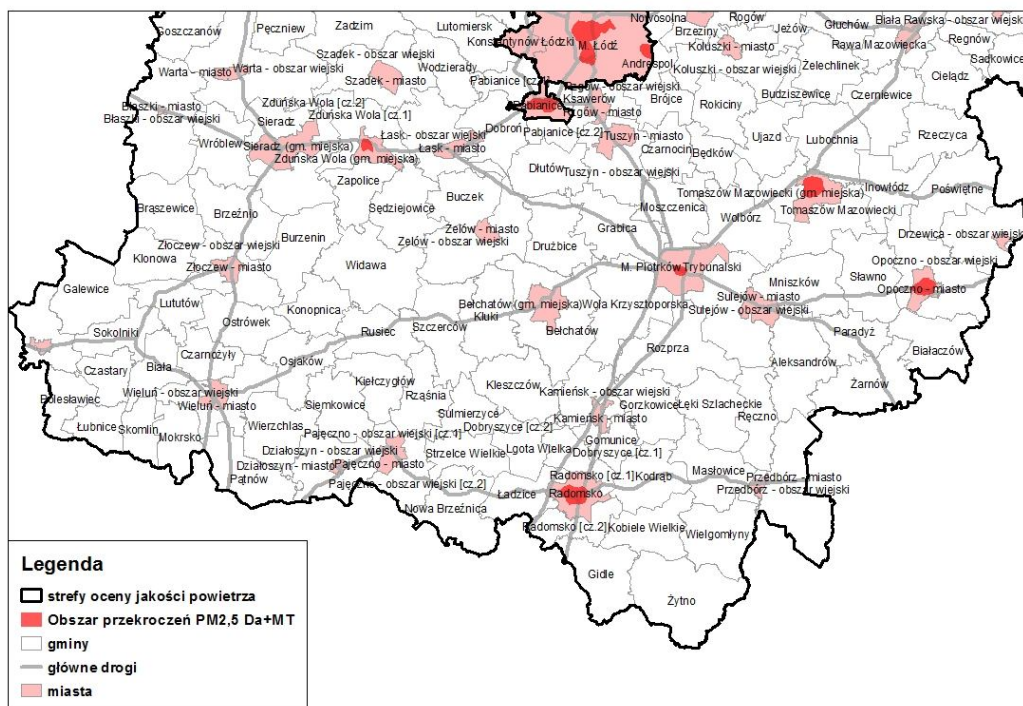 Goszczanów
Pęczniew
Zadzim
Lutomiersk
Konstantynów Łódzki
M. Łódź
Nowosolna
Brzeziny
Rogów
Jeżów
Głuchów
Biała Rawska - obszar wiejski
Regnów
Sadkowice
Rawa Mazowiecka
Koluszki - miasto
Koluszki - obszar wiejski
Żelechlinek
Cielądz
Andrespol
Warta - miasto
Warta - obszar wiejski
Szadek - obszar wiejski
Szadek - miasto
Wodzierady
Pabianice
Ksawerów
Brójce
Rokiciny
Budziszewice
Czerniewice
Błaszki - miasto
Błaszki - obszar wiejski
Zduńska Wola [cz.2]
Zduńska Wola [cz.1]
Sieradz
Wróblew
Sieradz (gm. miejska)
Zduńska Wola (gm. miejska)
Łask - obszar wiejski
Łask - miasto
Dobroń
Pabianice [cz.2]
Tuszyn - miasto
Czarnocin
Będków
Ujazd
Lubochnia
Rzeczyca
Zapolice
Dłutów
Tuszyn - obszar wiejski
Moszczenica
Tomaszów Mazowiecki (gm. miejska)
Tomaszów Mazowiecki
Inowłódz
Poświętne
Brąszewice
Brzeźnio
Sędziejowice
Buczek
Burzenin
Zelów - miasto
Zelów - obszar wiejski
Drużbice
Grabica
Wolbórz
Drzewica - obszar wiejski
Złoczew - obszar wiejski
Klonowa
Złoczew - miasto
Widawa
M. Piotrków Trybunalski
Mniszków
Sławno
Opoczno - obszar wiejski
Opoczno - miasto
Galewice
Lututów
Konopnica
Ostrówek
Bełchatów (gm. miejska)
Wola Krzysztoporska
Kluki
Bełchatów
Sulejów - miasto
Sulejów - obszar wiejski
Paradyż
Białaczów
Sokolniki
Rusiec
Szczerców
Rozprza
Aleksandrów
Żarnów
Czastary
Czarnożyły
Biała
Osjaków
Kiełczygłów
Rząśnia
Kleszczów
Kamieńsk - obszar wiejski
Kamieńsk - miasto
Gorzkowice
Łęki Szlacheckie
Ręczno
Bolesławiec
Wieluń - obszar wiejski
Wieluń - miasto
Siemkowice
Sulmierzyce
Dobryszyce [cz.2]
Łubnice
Skomlin
Mokrsko
Wierzchlas
Pajęczno - obszar wiejski [cz.1]
Gomunice
Dobryszyce [cz.1]
Działoszyn - obszar wiejski
Działoszyn - miasto
Pajęczno - miasto
Strzelce Wielkie
Lgota Wielka
Masłowice
Pątnów
Pajęczno - obszar wiejski [cz.2]
Ładzice
Radomsko [cz.1]
Radomsko
Kodrąb
Przedbórz - miasto
Przedbórz - obszar wiejski
Nowa Brzeźnica
Radomsko [cz.2]
Kobiele Wielkie
Wielgomłyny
Gidle
Żytno
Legenda
strefy oceny jakości powietrza
Obszar przekroczeń PM2,5 Da+MT
gminy
główne drogi
miasta